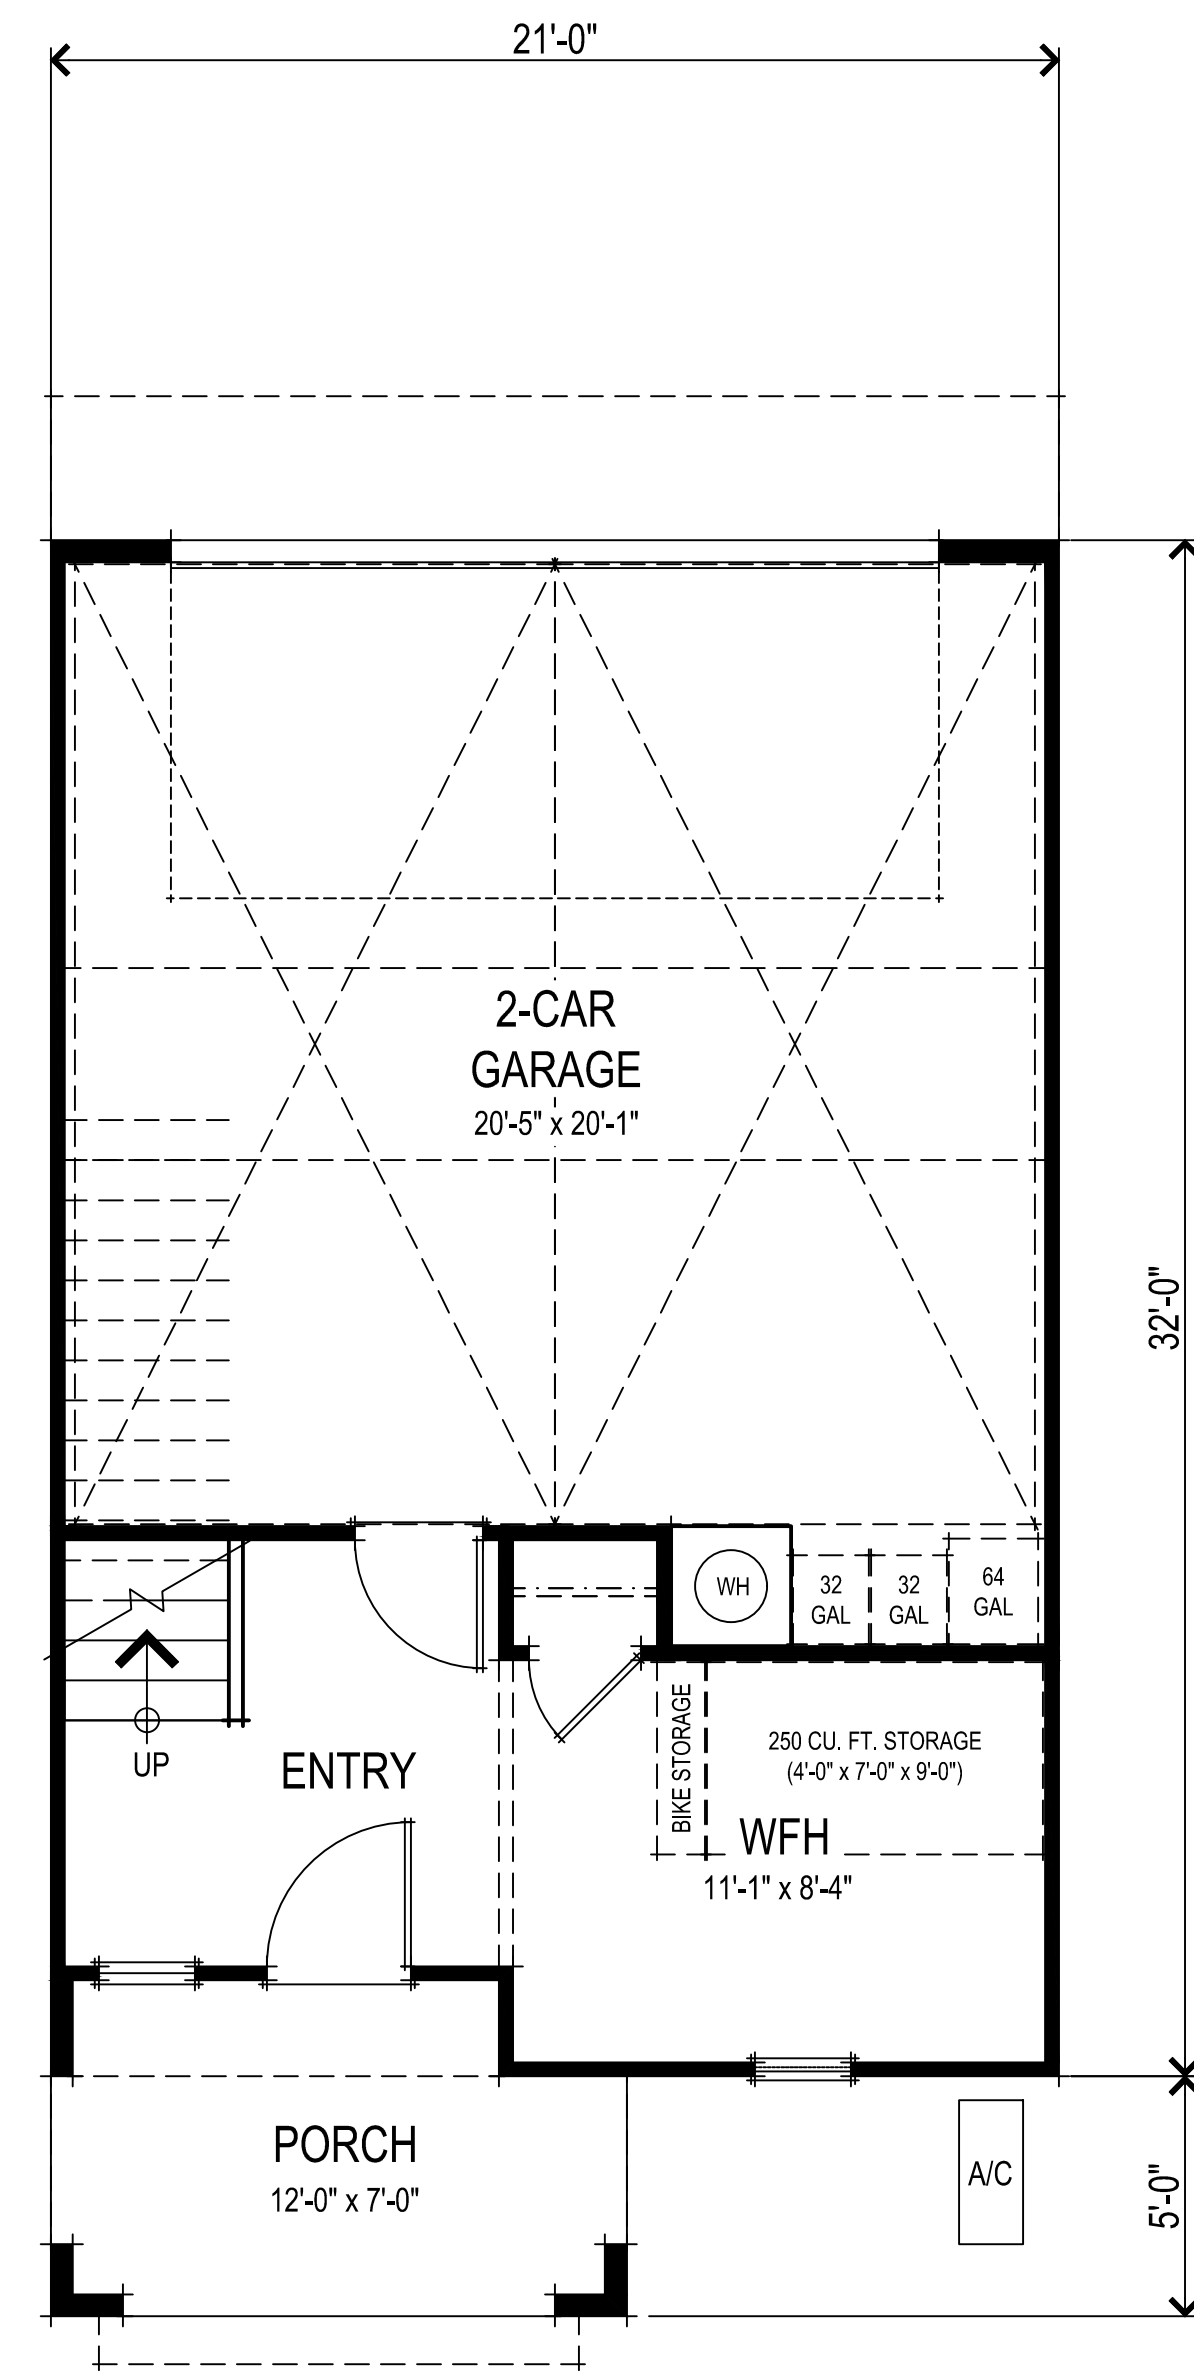 21'-0"
2-CAR
GARAGE
20'-5" x 20'-1"
32'-0"
WH
32
GAL
32
GAL
64
GAL
UP
ENTRY
BIKE STORAGE
250 CU. FT. STORAGE
(4'-0" x 7'-0" x 9'-0")
WFH
11'-1" x 8'-4"
PORCH
12'-0" x 7'-0"
A/C
5'-0"